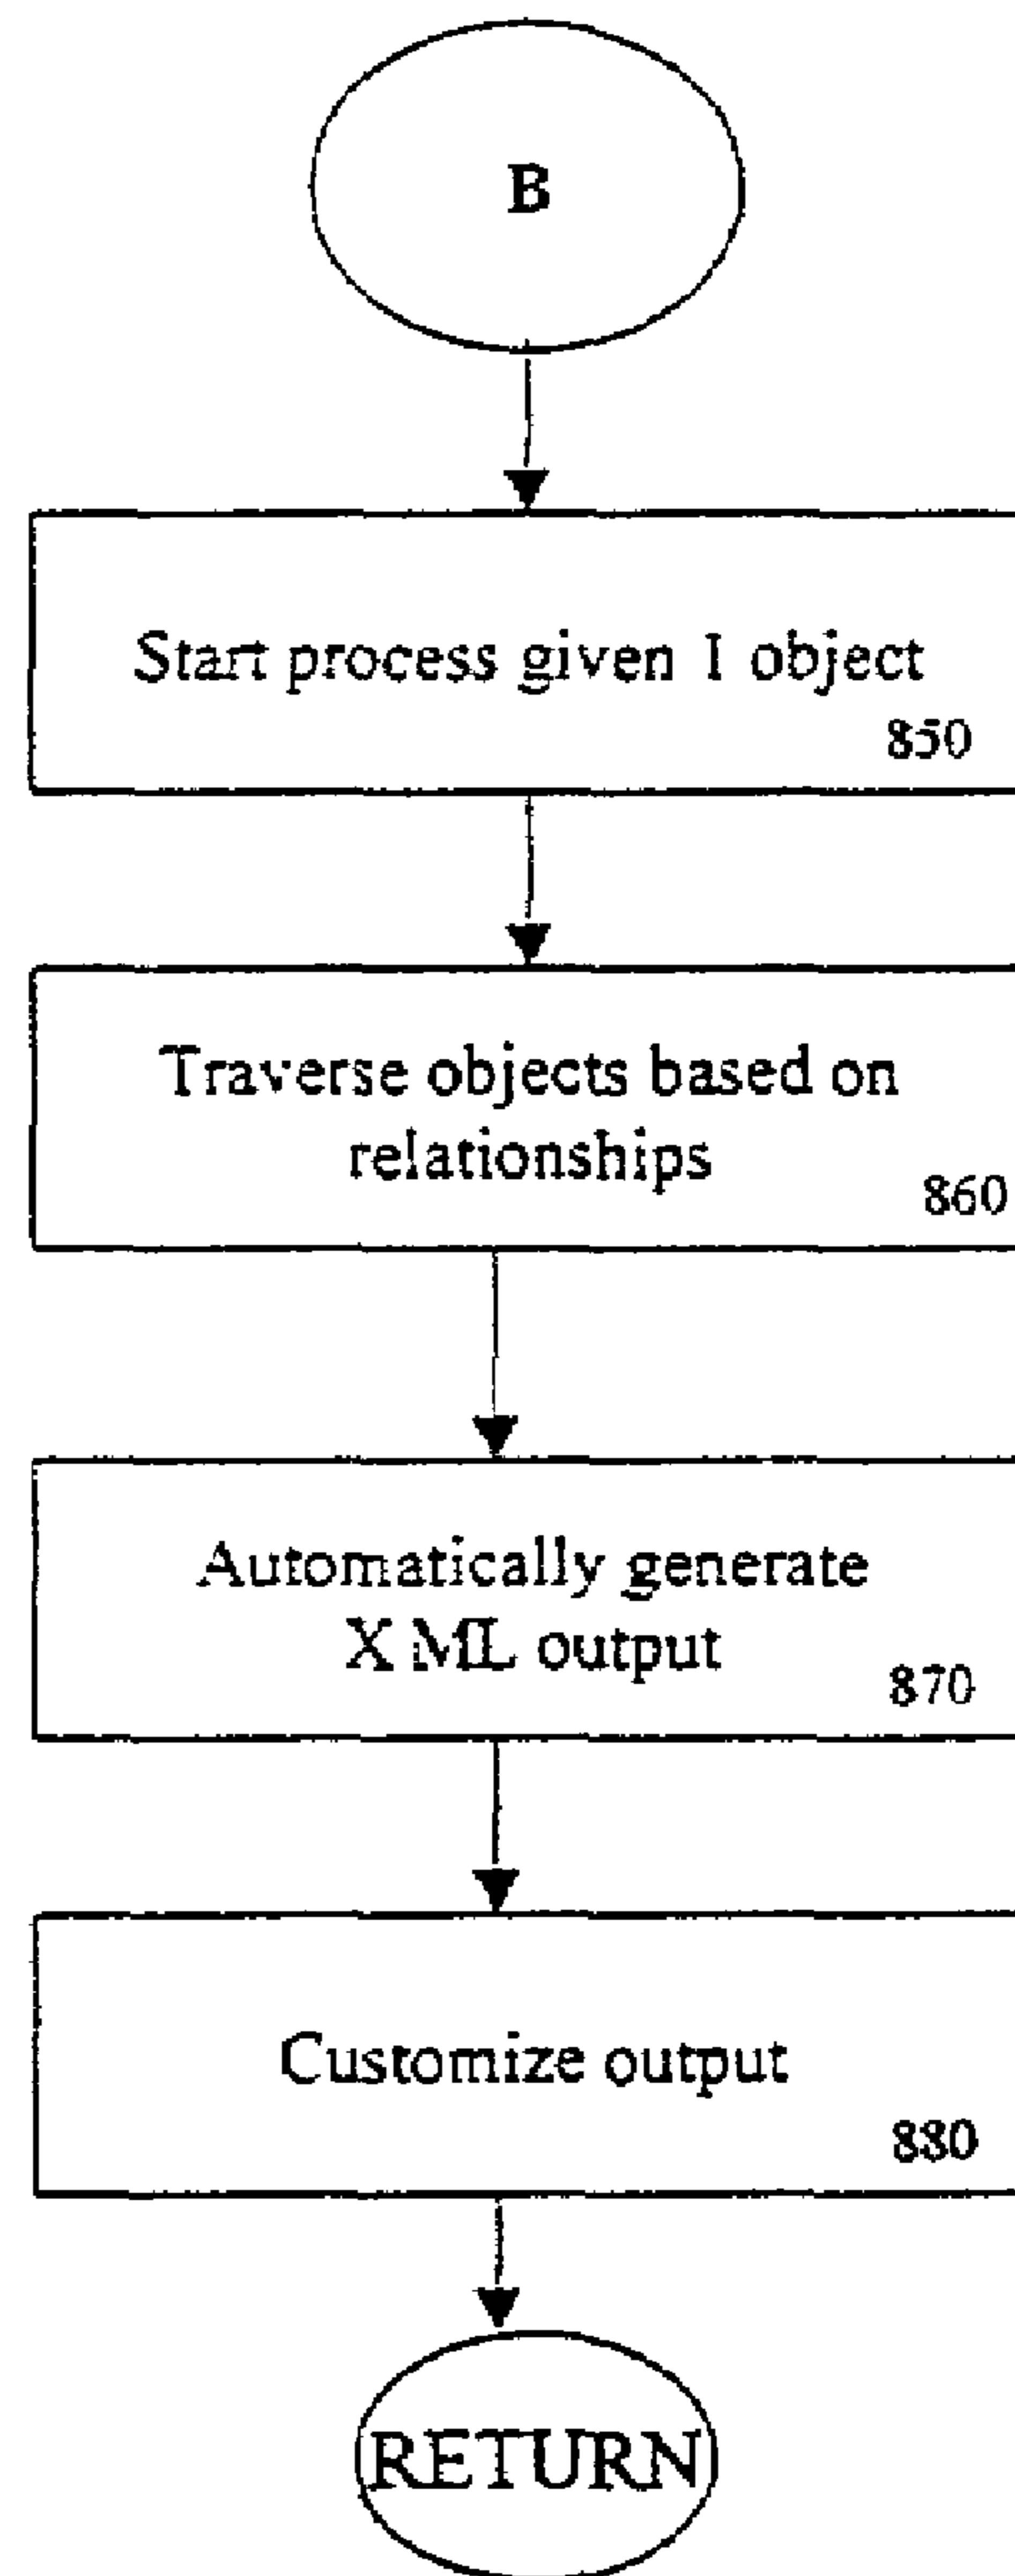 B
Start process given 1 object
850
Traverse objects based on
relationships
860
Automatically generate
XML output
870
Customize output
880
RETURN